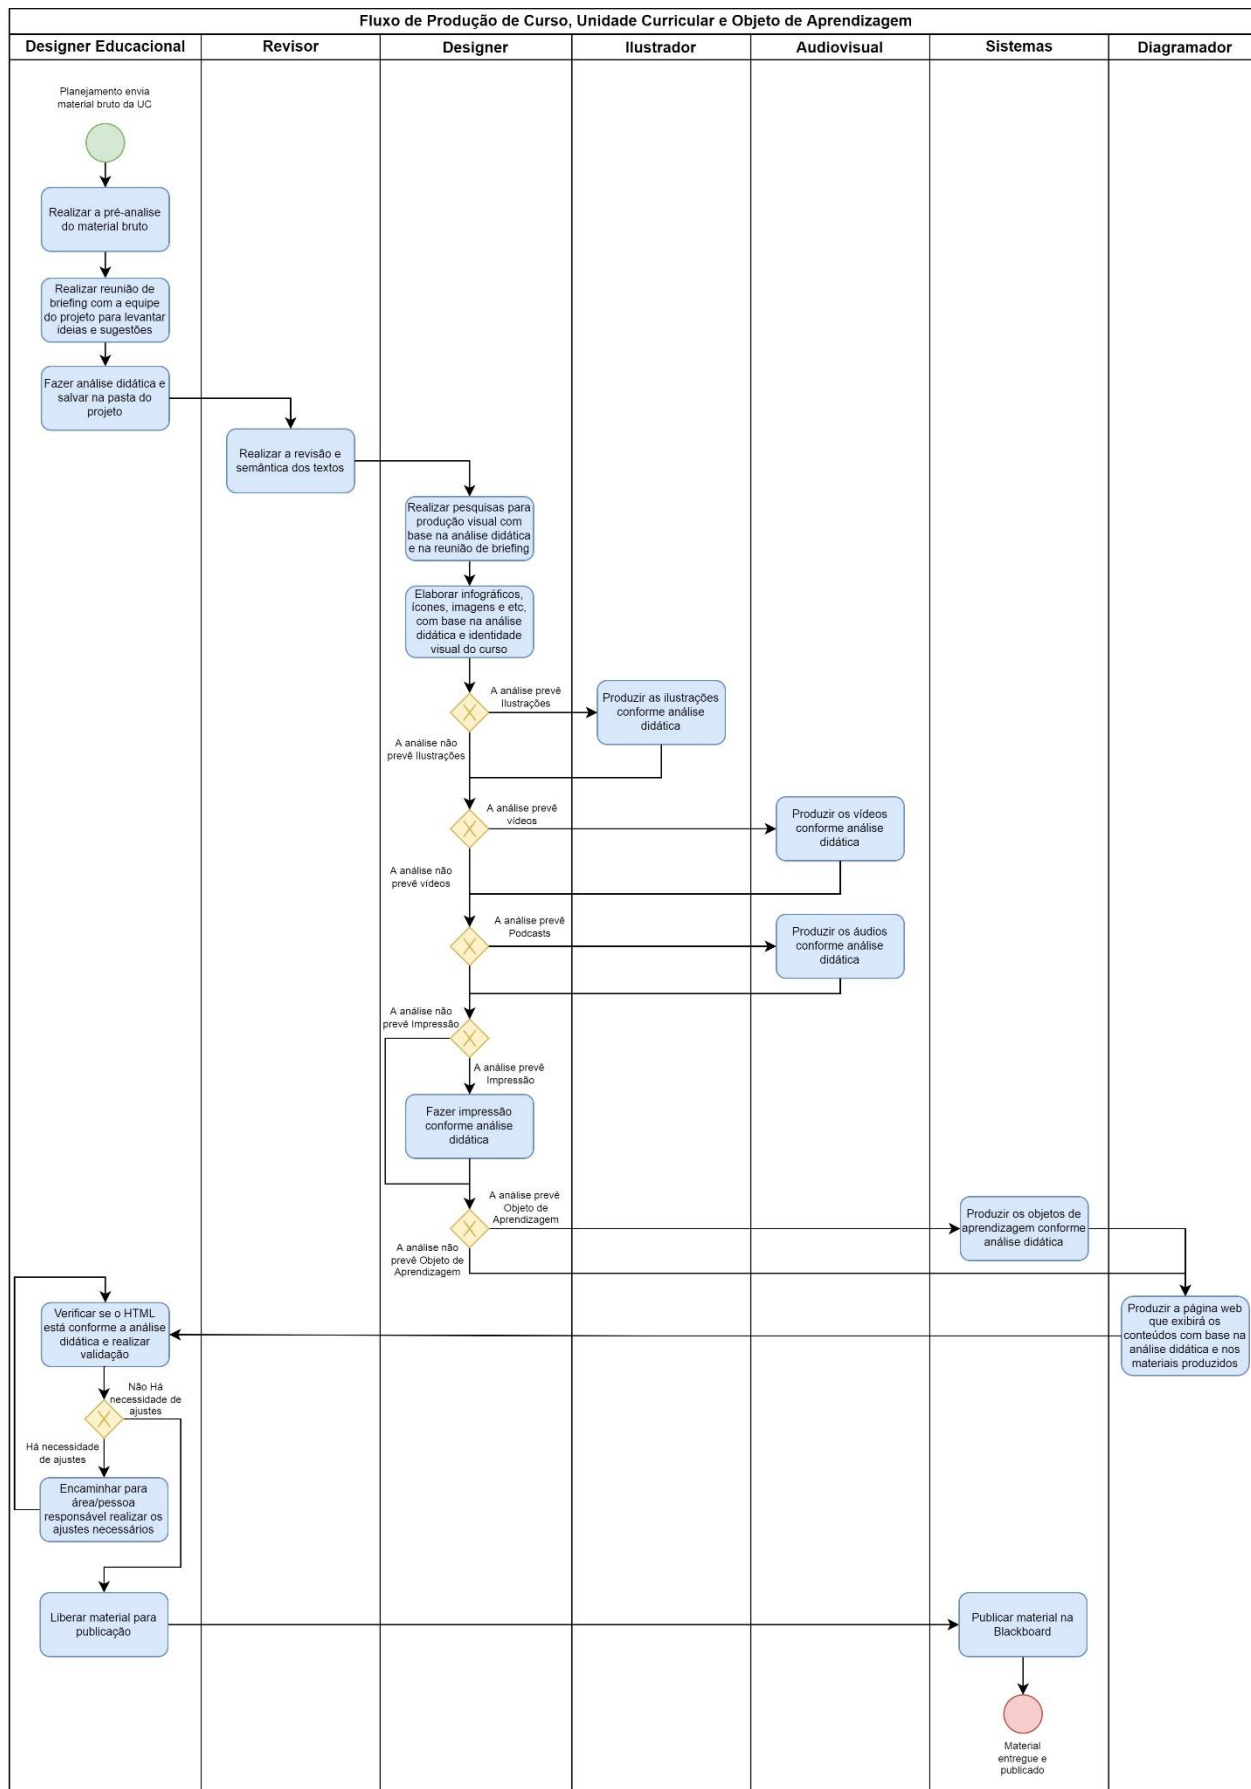 Fluxo de Produção de Curso, Unidade Curricular e Objeto de Aprendizagem
Designer Educacional
Revisor
Designer
Ilustrador
Audiovisual
Sistemas
Diagramador
Planejamento envia
material bruto da UC
Realizar a pré-analise
do material bruto
Realizar reunião de
briefing com a equipe
do projeto para levantar
ideias e sugestões
Fazer análise didática e
salvar na pasta do
projeto
Realizar a revisão e
semântica dos textos
Realizar pesquisas para
produção visual com
base na análise didática
e na reunião de briefing
Elaborar infográficos,
ícones, imagens e etc,
com base na análise
didática e identidade
visual do curso
A análise prevê
Ilustrações
Produzir as ilustrações
conforme análise
didática
A análise não
prevê Ilustrações
A análise prevê
vídeos
Produzir os vídeos
conforme análise
didática
A análise não
prevê vídeos
A análise prevê
Podcasts
Produzir os áudios
conforme análise
didática
A análise não
prevê Impressão
A análise prevê
Impressão
Fazer impressão
conforme análise
didática
A análise prevê
Objeto de
Aprendizagem
Produzir os objetos de
aprendizagem conforme
análise didática
A análise não
prevê Objeto de
Aprendizagem
Produzir a página web
que exibirá os
conteúdos com base na
análise didática e nos
materiais produzidos
Verificar se o HTML
está conforme a análise
didática e realizar
validação
Não Há
necessidade de
ajustes
Há necessidade
de ajustes
Encaminhar para
área/pessoa
responsável realizar os
ajustes necessários
Liberar material para
publicação
Publicar material na
Blackboard
Material
entregue e
publicado